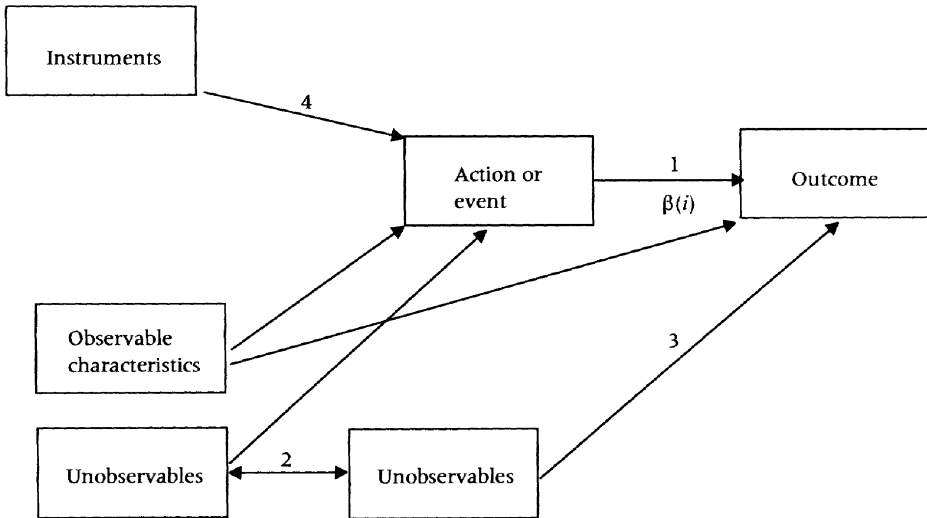 Instruments
4
Action or
event
1
β(i)
Outcome
Observable
characteristics
3
Unobservables
2
Unobservables